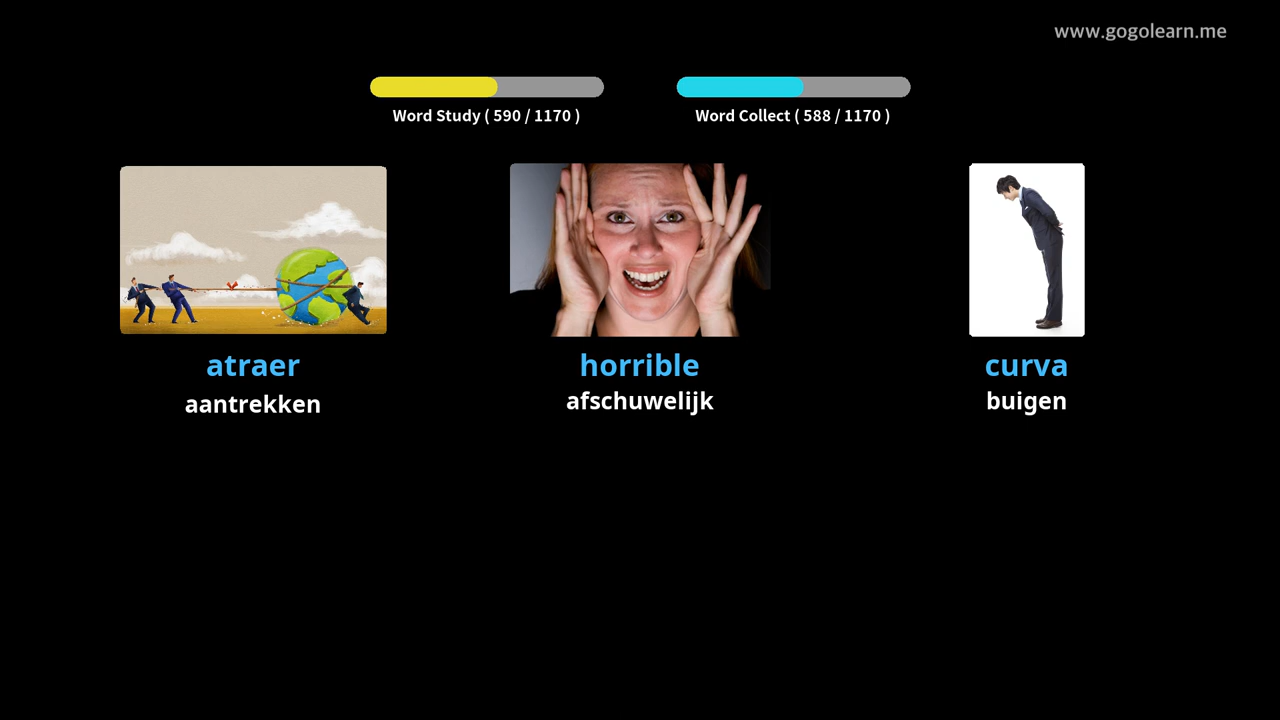 www.gogolearn.me
Word Study ( 590 / 1170 )
Word Collect ( 588 / 1170 )
atraer
aantrekken
horrible
afschuwelijk
curva
buigen